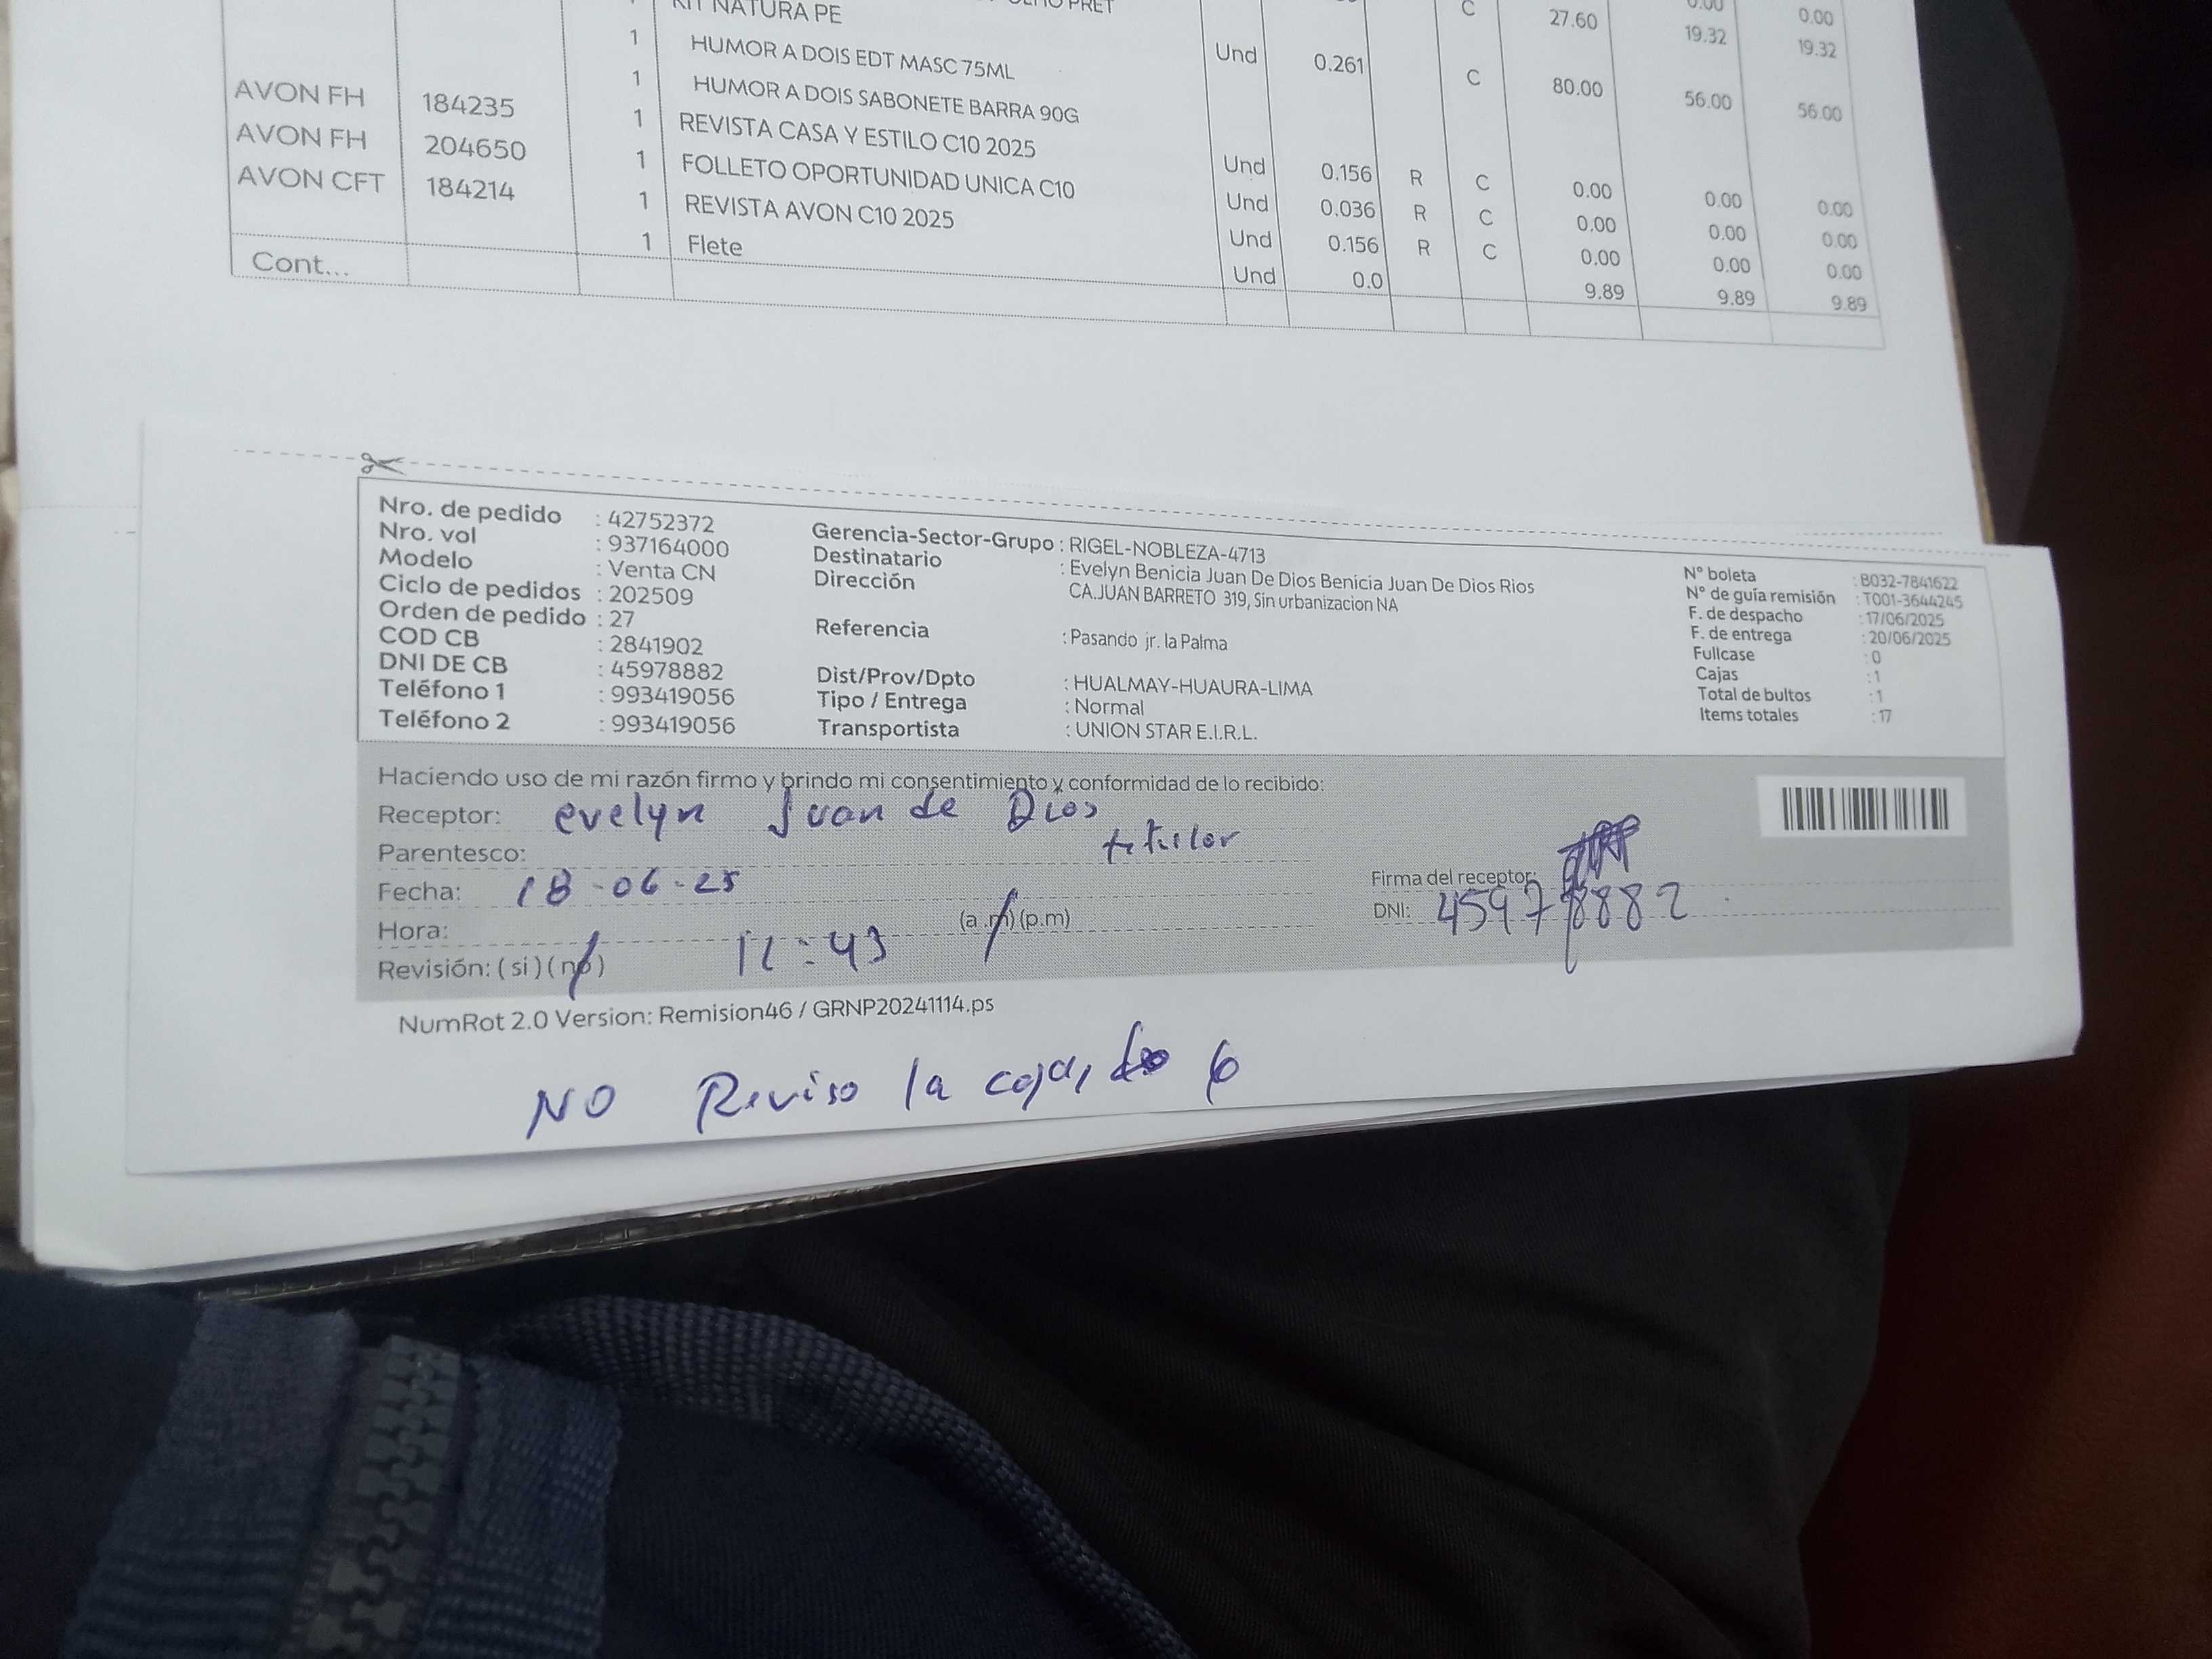 KIT NATURA PE C 27.60 19.32 19.32
1 HUMOR A DOIS EDT MASC 75ML Und 0.261 C 80.00 56.00 56.00
1 HUMOR A DOIS SABONETE BARRA 90G
AVON FH 184235 1 REVISTA CASA Y ESTILO C10 2025 Und 0.156 R C 0.00 0.00 0.00
AVON FH 204650 1 FOLLETO OPORTUNIDAD UNICA C10 Und 0.036 R C 0.00 0.00 0.00
AVON CFT 184214 1 REVISTA AVON C10 2025 Und 0.156 R C 0.00 0.00 0.00
1 Flete Und 0.0 9.89 9.89 9.89
Cont...
Nro. de pedido : 42752372
Nro. vol : 937164000
Modelo : Venta CN
Ciclo de pedidos : 202509
Orden de pedido : 27
COD CB : 2841902
DNI DE CB : 45978882
Teléfono 1 : 993419056
Teléfono 2 : 993419056
Gerencia-Sector-Grupo : RIGEL-NOBLEZA-4713
Destinatario : Evelyn Benicia Juan De Dios Benicia Juan De Dios Rios
Dirección CA.JUAN BARRETO 319, Sin urbanizacion NA
Referencia : Pasando jr. la Palma
Dist/Prov/Dpto : HUALMAY-HUAURA-LIMA
Tipo / Entrega : Normal
Transportista : UNION STAR E.I.R.L.
N° boleta : B032-7841622
N° de guía remisión : T001-3644245
F. de despacho : 17/06/2025
F. de entrega : 20/06/2025
Fullcase : 0
Cajas : 1
Total de bultos : 1
Items totales : 17
Haciendo uso de mi razón firmo y brindo mi consentimiento y conformidad de lo recibido:
Receptor: evelyn Juan de Dios
Parentesco: titular
Fecha: 18-06-25
Hora: 11:43 (a.m) (p.m)
Revisión: ( si ) ( no )
Firma del receptor:
DNI: 45978882
NumRot 2.0 Version: Remision46 / GRNP20241114.ps
NO Reviso la caja,